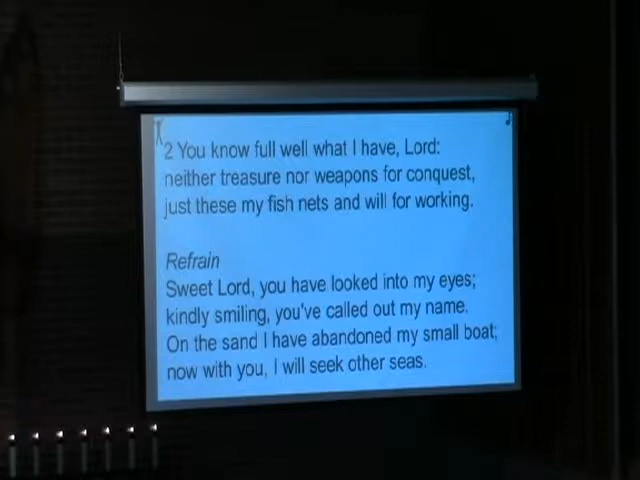 2 You know full well what I have, Lord:
neither treasure nor weapons for conquest,
just these my fish nets and will for working.
Refrain
Sweet Lord, you have looked into my eyes;
kindly smiling, you've called out my name.
On the sand I have abandoned my small boat;
now with you, I will seek other seas.